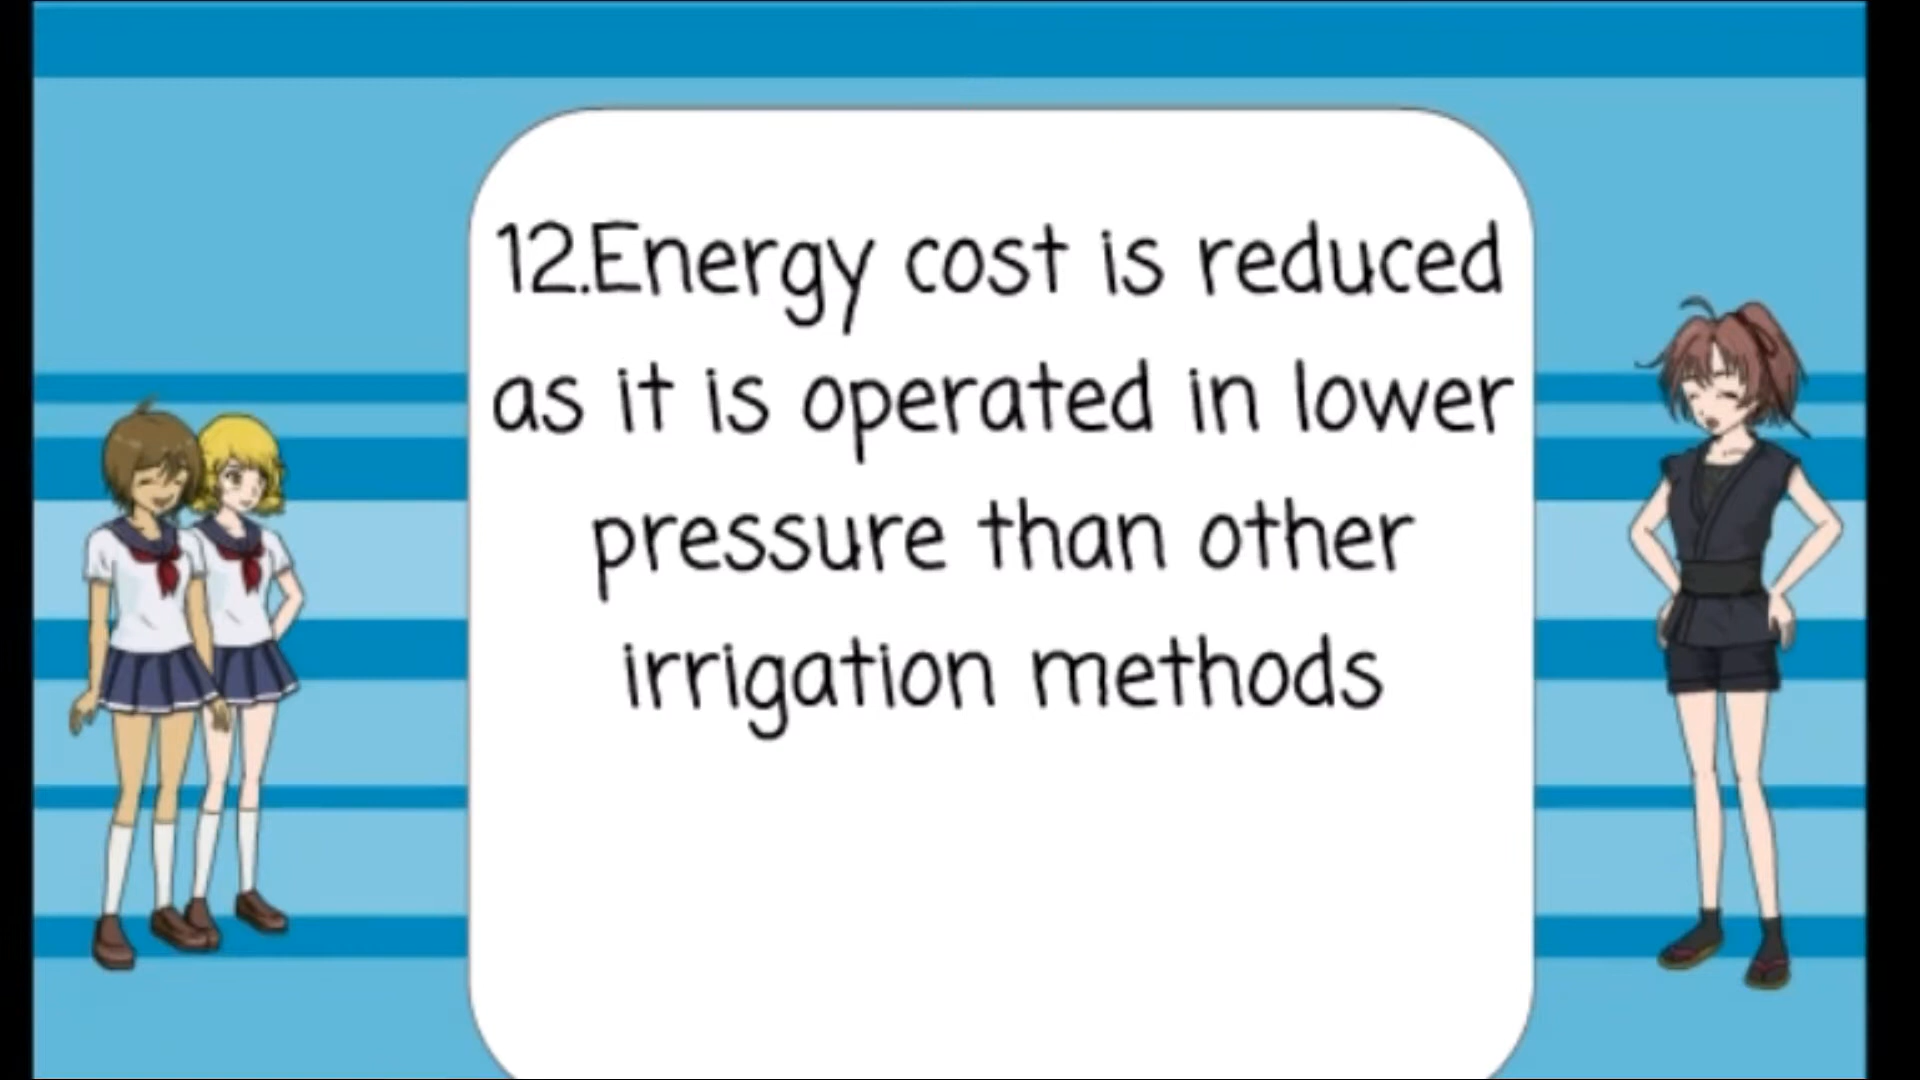 12.Energy cost is reduced
as it is operated in lower
pressure than other
irrigation methods